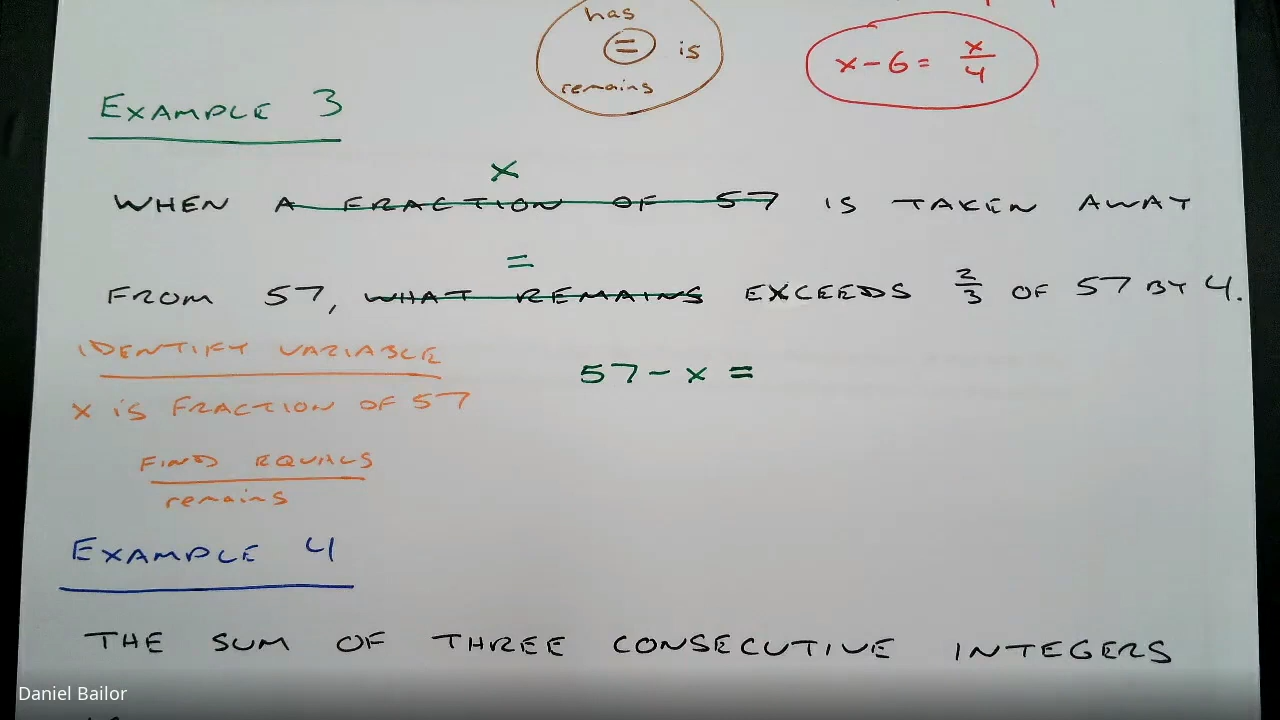 has
= is
remains
x - 6 = x/4
EXAMPLE 3
x
WHEN A FRACTION OF 57 IS TAKEN AWAY
=
FROM 57, WHAT REMAINS EXCEEDS 2/3 OF 57 BY 4.
IDENTIFY VARIABLE
57 - x =
x is FRACTION OF 57
FIND EQUALS
remains
EXAMPLE 4
THE SUM OF THREE CONSECUTIVE INTEGERS
Daniel Bailor